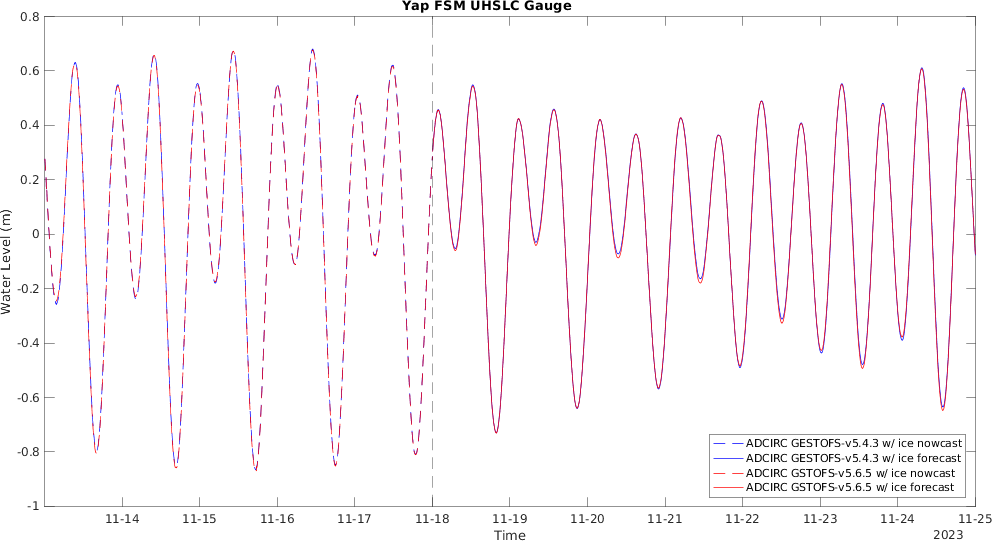 Yap FSM UHSLC Gauge
0.8
0.6
0.4
0.2
0
-0.2
-0.4
-0.6
-0.8
-1
Water Level (m)
ADCIRC GESTOFS-v5.4.3 w/ ice nowcast
ADCIRC GESTOFS-v5.4.3 w/ ice forecast
ADCIRC GSTOFS-v5.6.5 w/ ice nowcast
ADCIRC GSTOFS-v5.6.5 w/ ice forecast
11-14 11-15 11-16 11-17 11-18 11-19 11-20 11-21 11-22 11-23 11-24 11-25
Time
2023